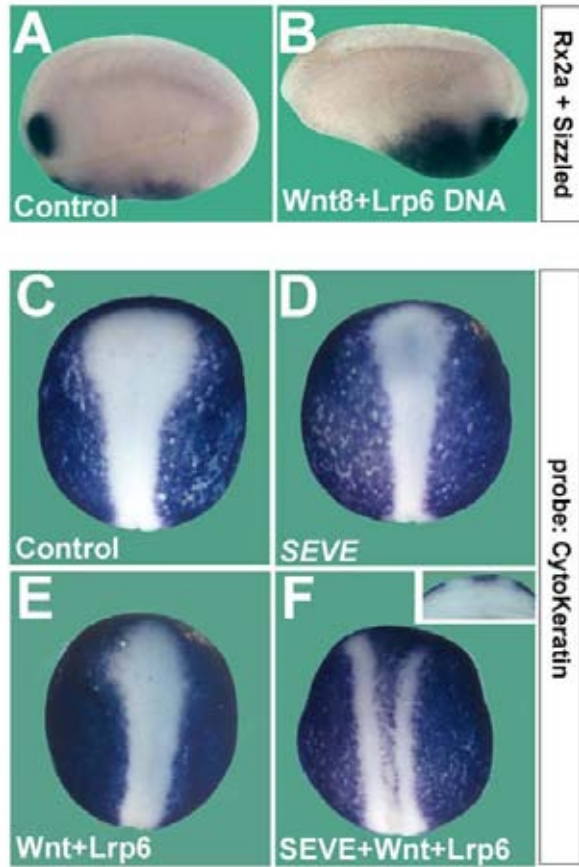 A
B
Control
Wnt8+Lrp6 DNA
Rx2a + Sizzled
C
D
Control
SEVE
E
F
Wnt+Lrp6
SEVE+Wnt+Lrp6
probe: CytoKeratin